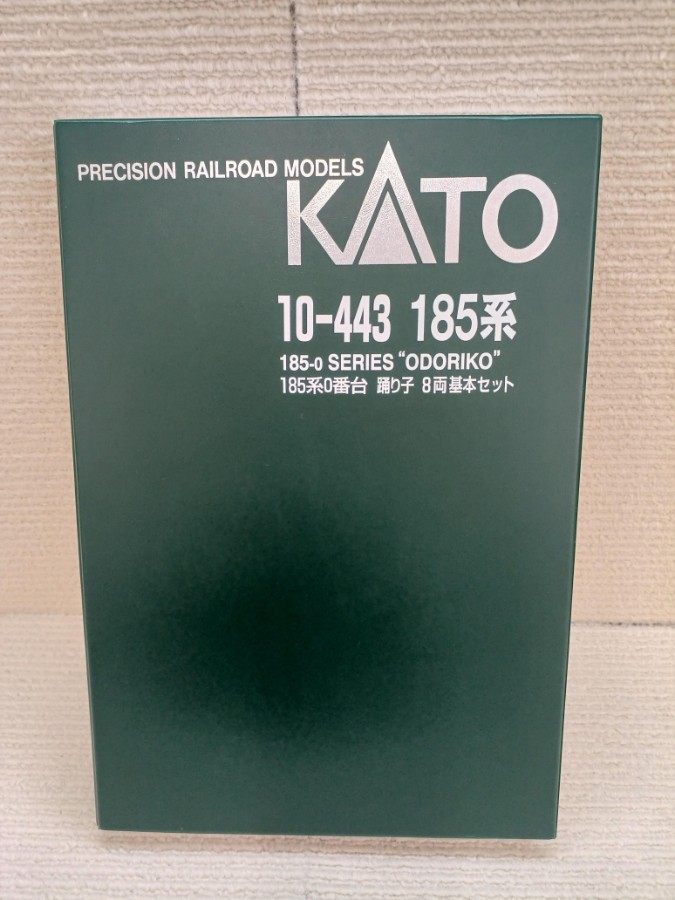 PRECISION RAILROAD MODELS
KATO
10-443 185系
185-0 SERIES “ODORIKO”
185系0番台 踊り子 8両基本セット